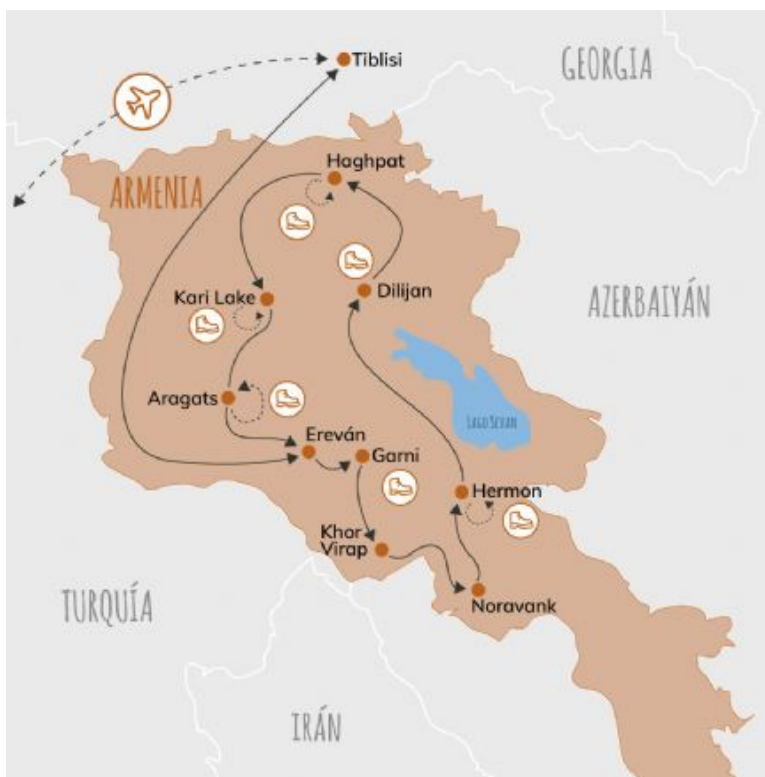 Tiblisi
GEORGIA
Haghpat
ARMENIA
Dilijan
Kari Lake
AZERBAIYÁN
Aragats
LAGO SEVAN
Ereván
Garni
Hermon
Khor
Virap
Noravank
TURQUÍA
IRÁN